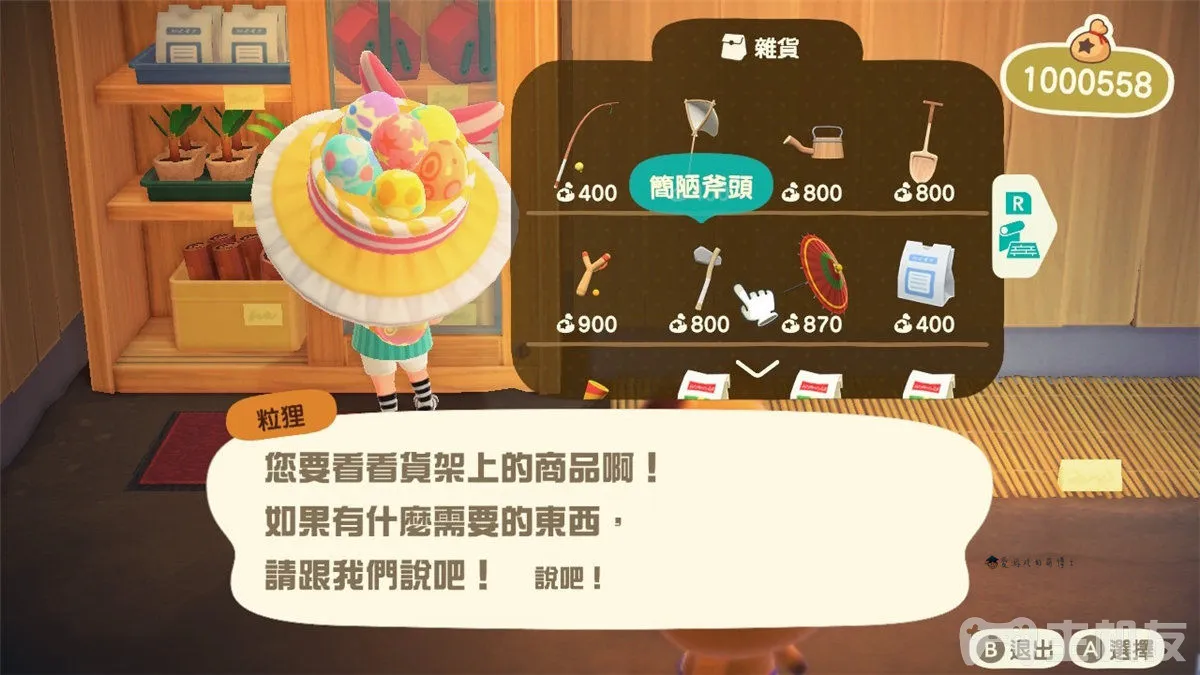 雜貨
1000558
400
簡陋斧頭
800
800
R
900
800
870
400
粒狸
您要看看貨架上的商品啊！
如果有什麼需要的東西，
請跟我們說吧！ 說吧！
B 退出 A 選擇